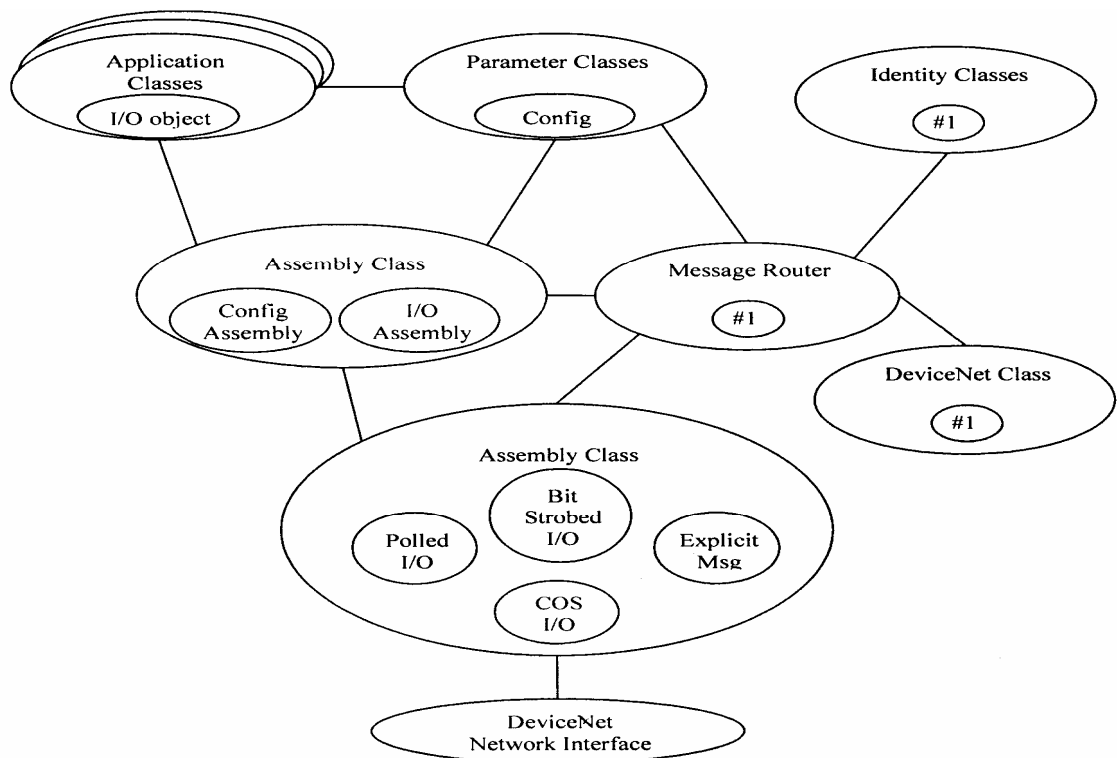 Application
Classes
I/O object
Parameter Classes
Config
Identity Classes
#1
Assembly Class
Config
Assembly
I/O
Assembly
Message Router
#1
DeviceNet Class
#1
Assembly Class
Bit
Strobed
I/O
Polled
I/O
Explicit
Msg
COS
I/O
DeviceNet
Network Interface